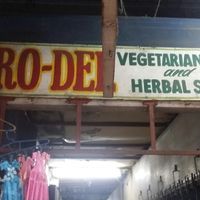 RO-DEL VEGETARIAN
and
HERBAL S